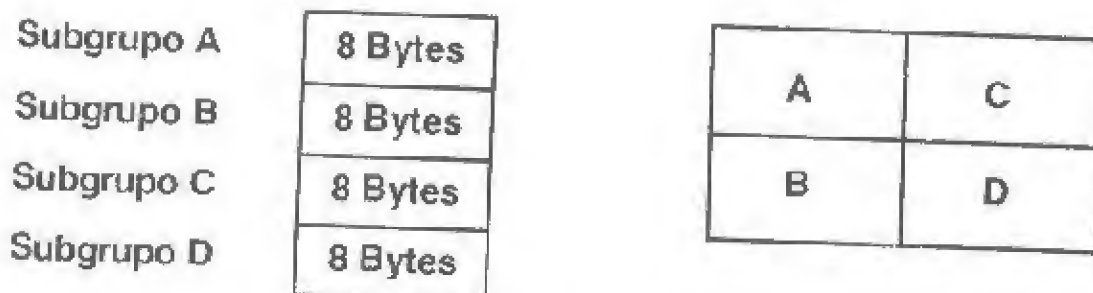 Subgrupo A 8 Bytes
Subgrupo B 8 Bytes
Subgrupo C 8 Bytes
Subgrupo D 8 Bytes
A C
B D